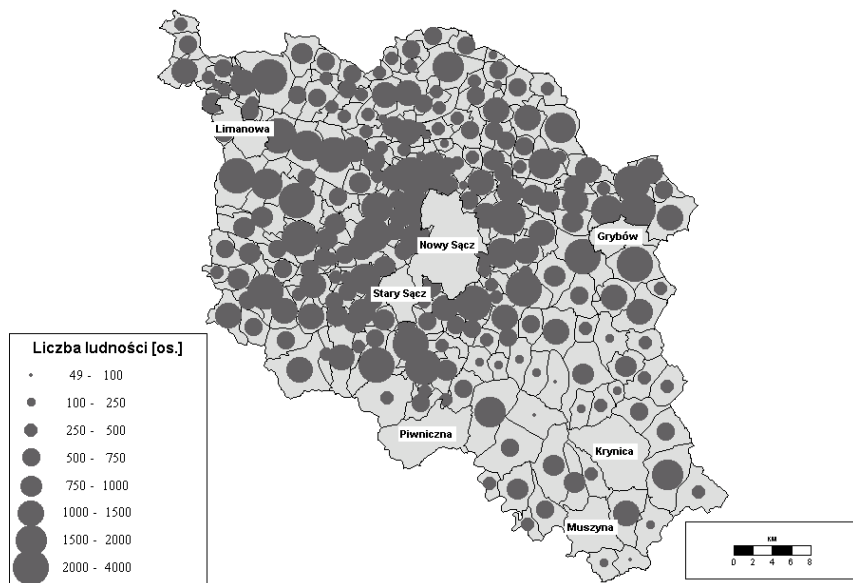 Limanowa
Nowy Sącz
Grybów
Stary Sącz
Liczba ludności [os.]
49 - 100
100 - 250
250 - 500
500 - 750
750 - 1000
1000 - 1500
1500 - 2000
2000 - 4000
Piwniczna
Krynica
Muszyna
KM
0 2 4 6 8